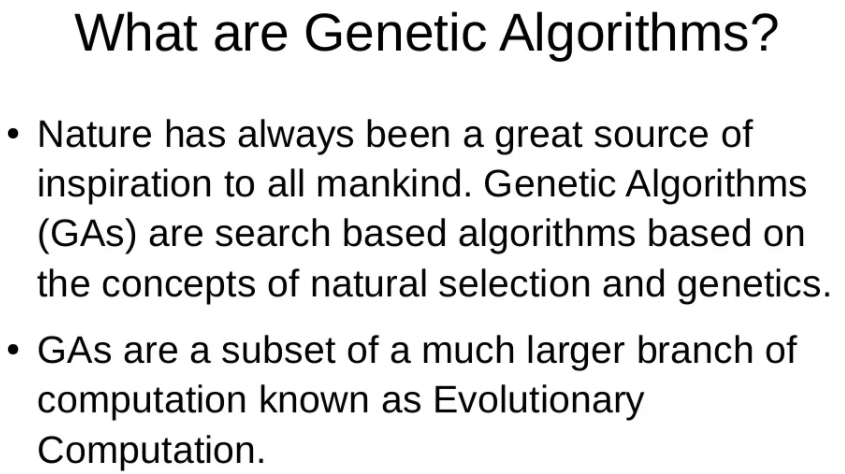 What are Genetic Algorithms?
• Nature has always been a great source of
inspiration to all mankind. Genetic Algorithms
(GAs) are search based algorithms based on
the concepts of natural selection and genetics.
• GAs are a subset of a much larger branch of
computation known as Evolutionary
Computation.